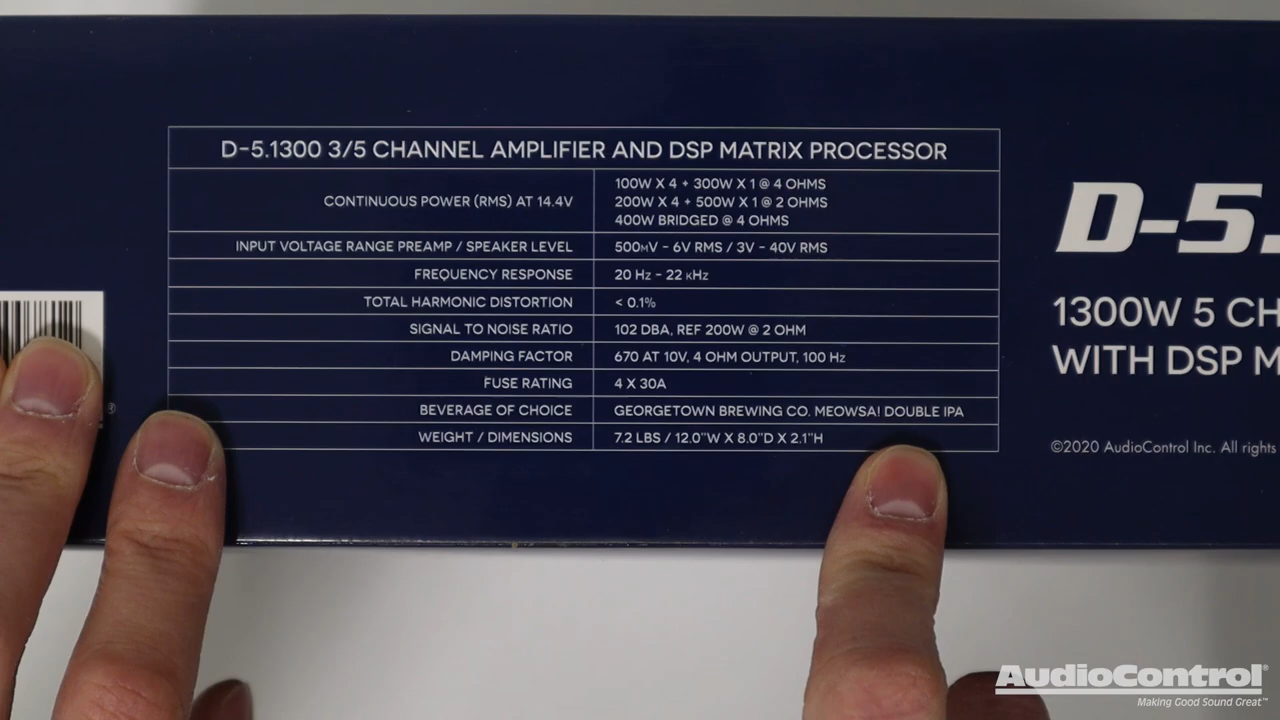 D-5.1300 3/5 CHANNEL AMPLIFIER AND DSP MATRIX PROCESSOR
CONTINUOUS POWER (RMS) AT 14.4V
100W X 4 + 300W X 1 @ 4 OHMS
200W X 4 + 500W X 1 @ 2 OHMS
400W BRIDGED @ 4 OHMS
INPUT VOLTAGE RANGE PREAMP / SPEAKER LEVEL 500MV - 6V RMS / 3V - 40V RMS
FREQUENCY RESPONSE 20 Hz - 22 KHz
TOTAL HARMONIC DISTORTION < 0.1%
SIGNAL TO NOISE RATIO 102 DBA, REF 200W @ 2 OHM
DAMPING FACTOR 670 AT 10V, 4 OHM OUTPUT, 100 Hz
FUSE RATING 4 X 30A
BEVERAGE OF CHOICE GEORGETOWN BREWING CO. MEOWSA! DOUBLE IPA
WEIGHT / DIMENSIONS 7.2 LBS / 12.0"W X 8.0"D X 2.1"H
D-5.
1300W 5 CH
WITH DSP M
©2020 AudioControl Inc. All rights
®
AudioControl®
Making Good Sound Great™